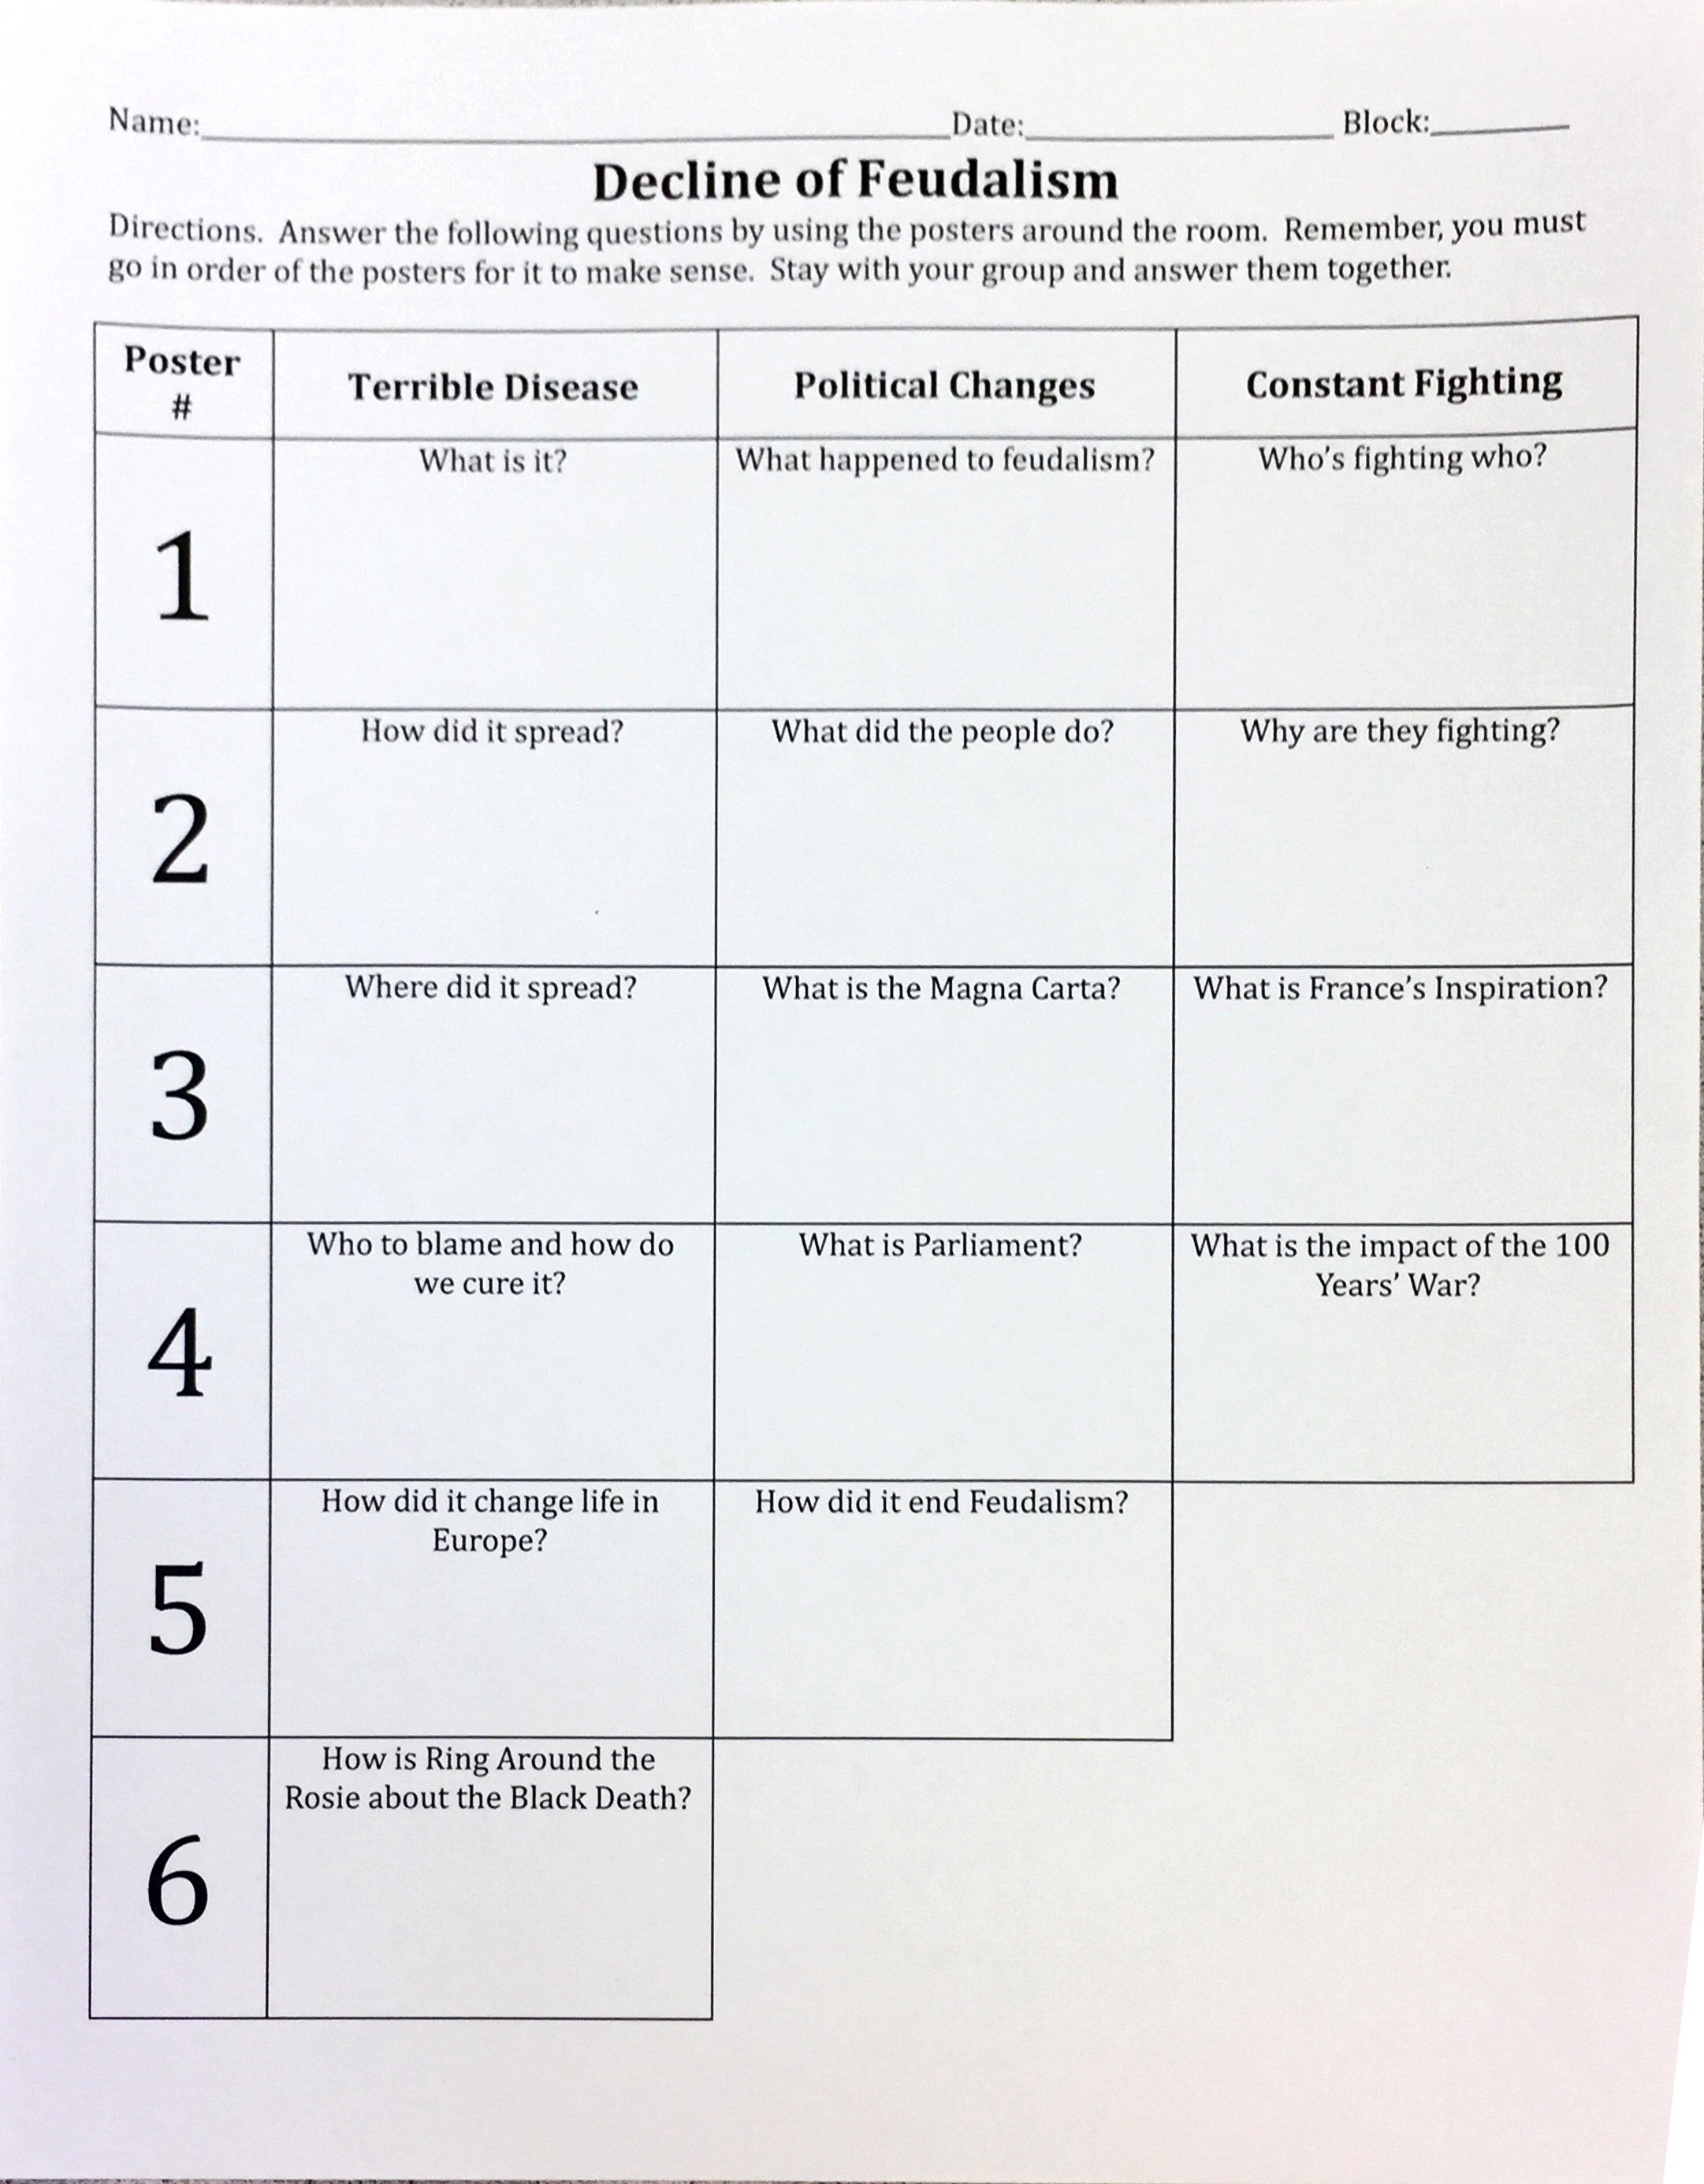 Name:____ Date:____ Block:____
Decline of Feudalism
Directions. Answer the following questions by using the posters around the room. Remember, you must
go in order of the posters for it to make sense. Stay with your group and answer them together.
Poster
#
Terrible Disease
Political Changes
Constant Fighting
1
What is it?
What happened to feudalism?
Who's fighting who?
2
How did it spread?
What did the people do?
Why are they fighting?
3
Where did it spread?
What is the Magna Carta?
What is France's Inspiration?
4
Who to blame and how do
we cure it?
What is Parliament?
What is the impact of the 100
Years' War?
5
How did it change life in
Europe?
How did it end Feudalism?
6
How is Ring Around the
Rosie about the Black Death?